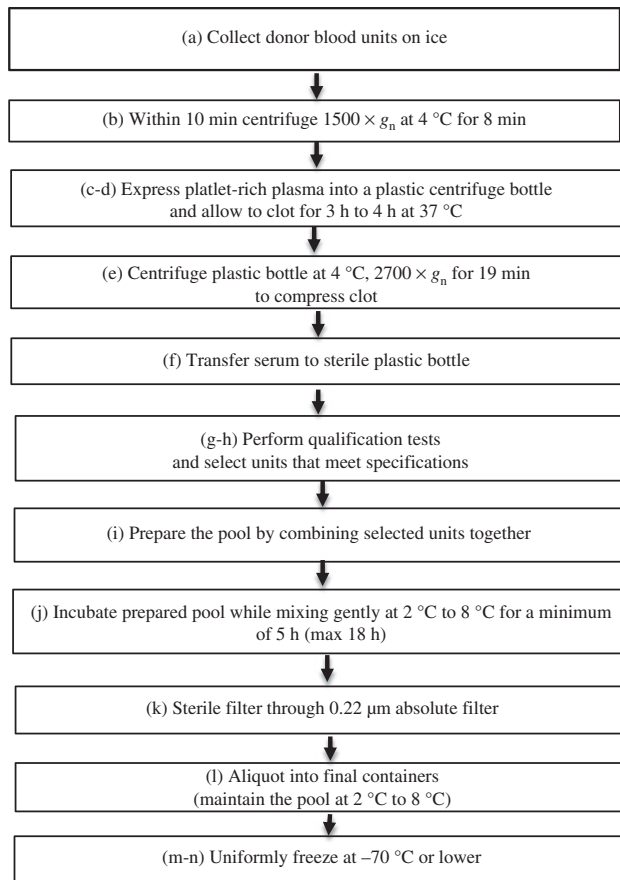 (a) Collect donor blood units on ice
(b) Within 10 min centrifuge 1500 × gn at 4 °C for 8 min
(c-d) Express platlet-rich plasma into a plastic centrifuge bottle
and allow to clot for 3 h to 4 h at 37 °C
(e) Centrifuge plastic bottle at 4 °C, 2700 × gn for 19 min
to compress clot
(f) Transfer serum to sterile plastic bottle
(g-h) Perform qualification tests
and select units that meet specifications
(i) Prepare the pool by combining selected units together
(j) Incubate prepared pool while mixing gently at 2 °C to 8 °C for a minimum
of 5 h (max 18 h)
(k) Sterile filter through 0.22 μm absolute filter
(l) Aliquot into final containers
(maintain the pool at 2 °C to 8 °C)
(m-n) Uniformly freeze at –70 °C or lower